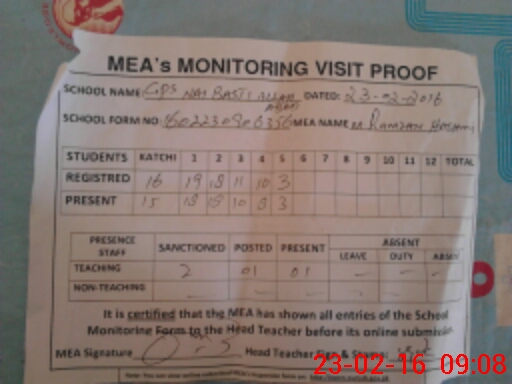 MEA's MONITORING VISIT PROOF
SCHOOL NAME: GPS NAI BASTI ALLAH ABAD DATED: 23-02-2016
SCHOOL FORM NO: MEA NAME M. RAMZAN
STUDENTS KATCHI 1 2 3 4 5 6 7 8 9 10 11 12 TOTAL
REGISTRED 16 19 18 11 10 3
PRESENT 15 18 18 10 8 3
PRESENCE STAFF SANCTIONED POSTED PRESENT ABSENT
LEAVE DUTY ABSENT
TEACHING 2 01 01 - - -
NON-TEACHING - - - - -
It is certified that the MEA has shown all entries of the School
Monitoring Form to the Head Teacher before its online submission.
MEA Signature Head Teacher Sign & Stamp
23-02-16 09:08